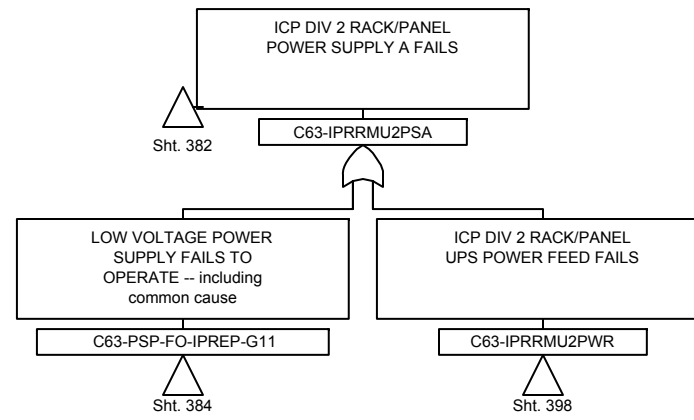 ICP DIV 2 RACK/PANEL
POWER SUPPLY A FAILS
Sht. 382
C63-IPRRMU2PSA
LOW VOLTAGE POWER
SUPPLY FAILS TO
OPERATE -- including
common cause
C63-PSP-FO-IPREP-G11
Sht. 384
ICP DIV 2 RACK/PANEL
UPS POWER FEED FAILS
C63-IPRRMU2PWR
Sht. 398